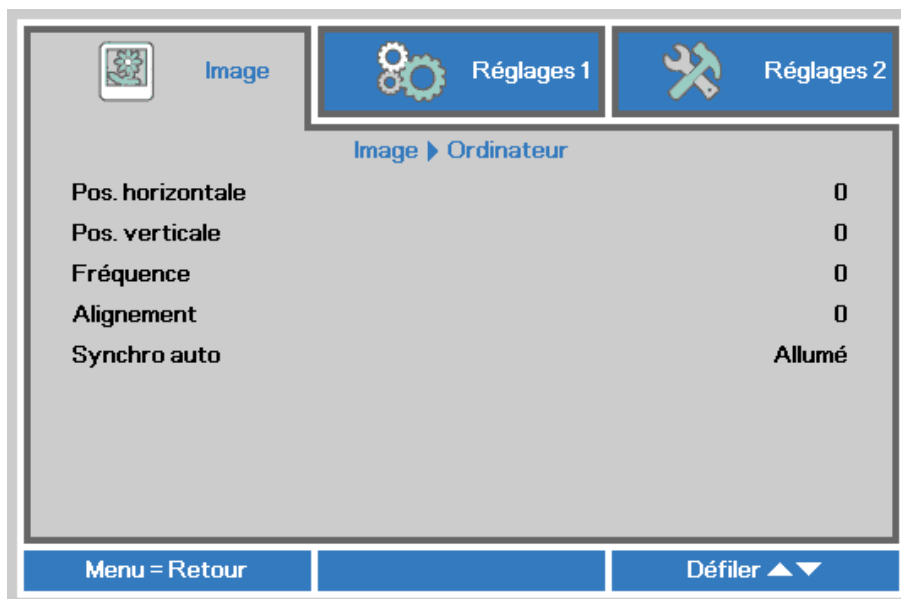 Image
Réglages 1
Réglages 2
Image ▶ Ordinateur
Pos. horizontale 0
Pos. verticale 0
Fréquence 0
Alignement 0
Synchro auto Allumé
Menu = Retour
Défiler ▲▼